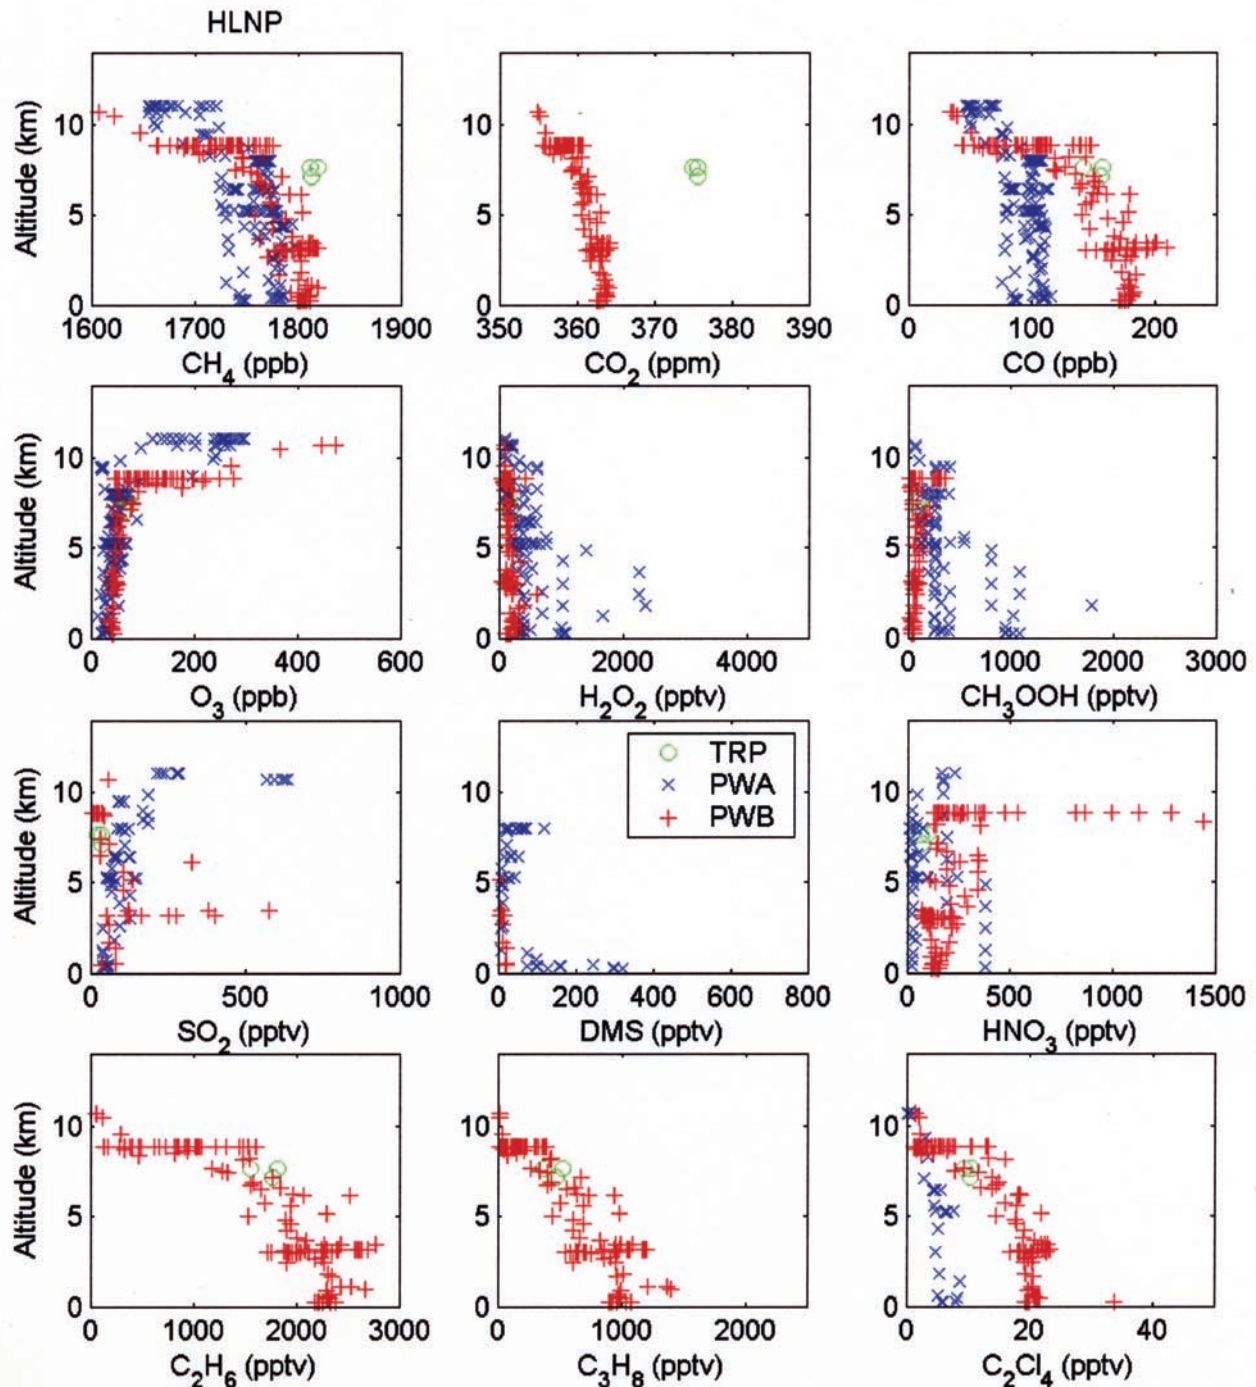 HLNP
Altitude (km)
10
5
0
1600 1700 1800 1900
CH4 (ppb)
10
5
0
350 360 370 380 390
CO2 (ppm)
10
5
0
0 100 200
CO (ppb)
Altitude (km)
10
5
0
0 200 400 600
O3 (ppb)
10
5
0
0 2000 4000
H2O2 (pptv)
10
5
0
0 1000 2000 3000
CH3OOH (pptv)
Altitude (km)
10
5
0
0 500 1000
SO2 (pptv)
10
5
0
0 200 400 600 800
DMS (pptv)
TRP
PWA
PWB
10
5
0
0 500 1000 1500
HNO3 (pptv)
Altitude (km)
10
5
0
0 1000 2000 3000
C2H6 (pptv)
10
5
0
0 1000 2000
C3H8 (pptv)
10
5
0
0 20 40
C2Cl4 (pptv)